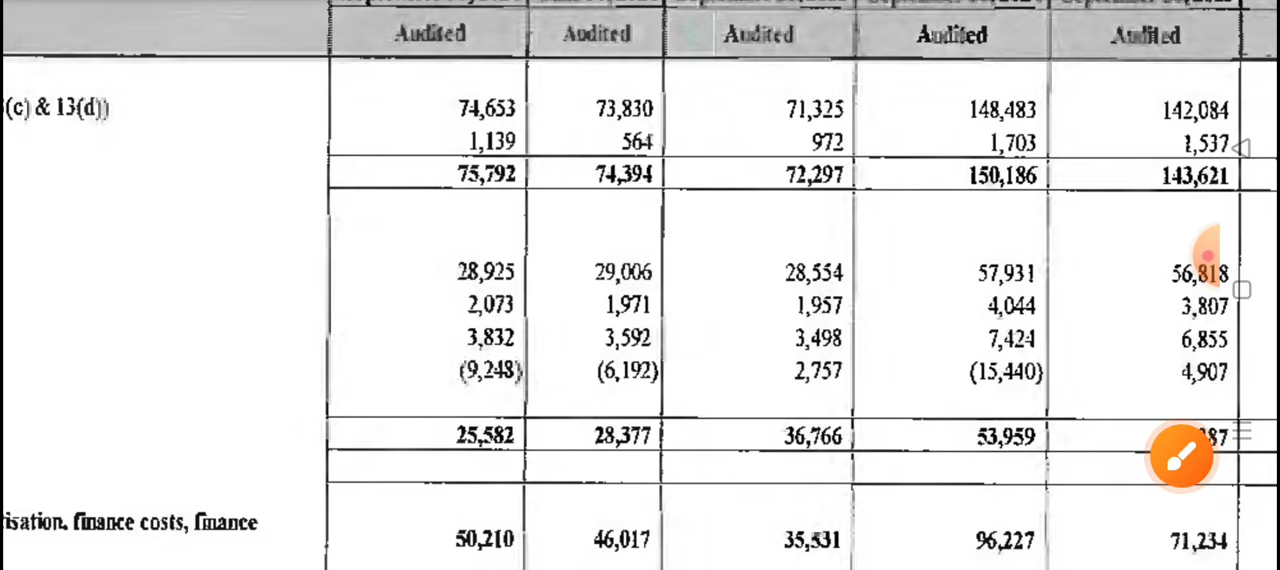 Audited Audited Audited Audited Audited
(c) & 13(d)) 74,653 73,830 71,325 148,483 142,084
1,139 564 972 1,703 1,537
75,792 74,394 72,297 150,186 143,621
28,925 29,006 28,554 57,931 56,818
2,073 1,971 1,957 4,044 3,807
3,832 3,592 3,498 7,424 6,855
(9,248) (6,192) 2,757 (15,440) 4,907
25,582 28,377 36,766 53,959 387
isation, finance costs, finance
50,210 46,017 35,531 96,227 71,234